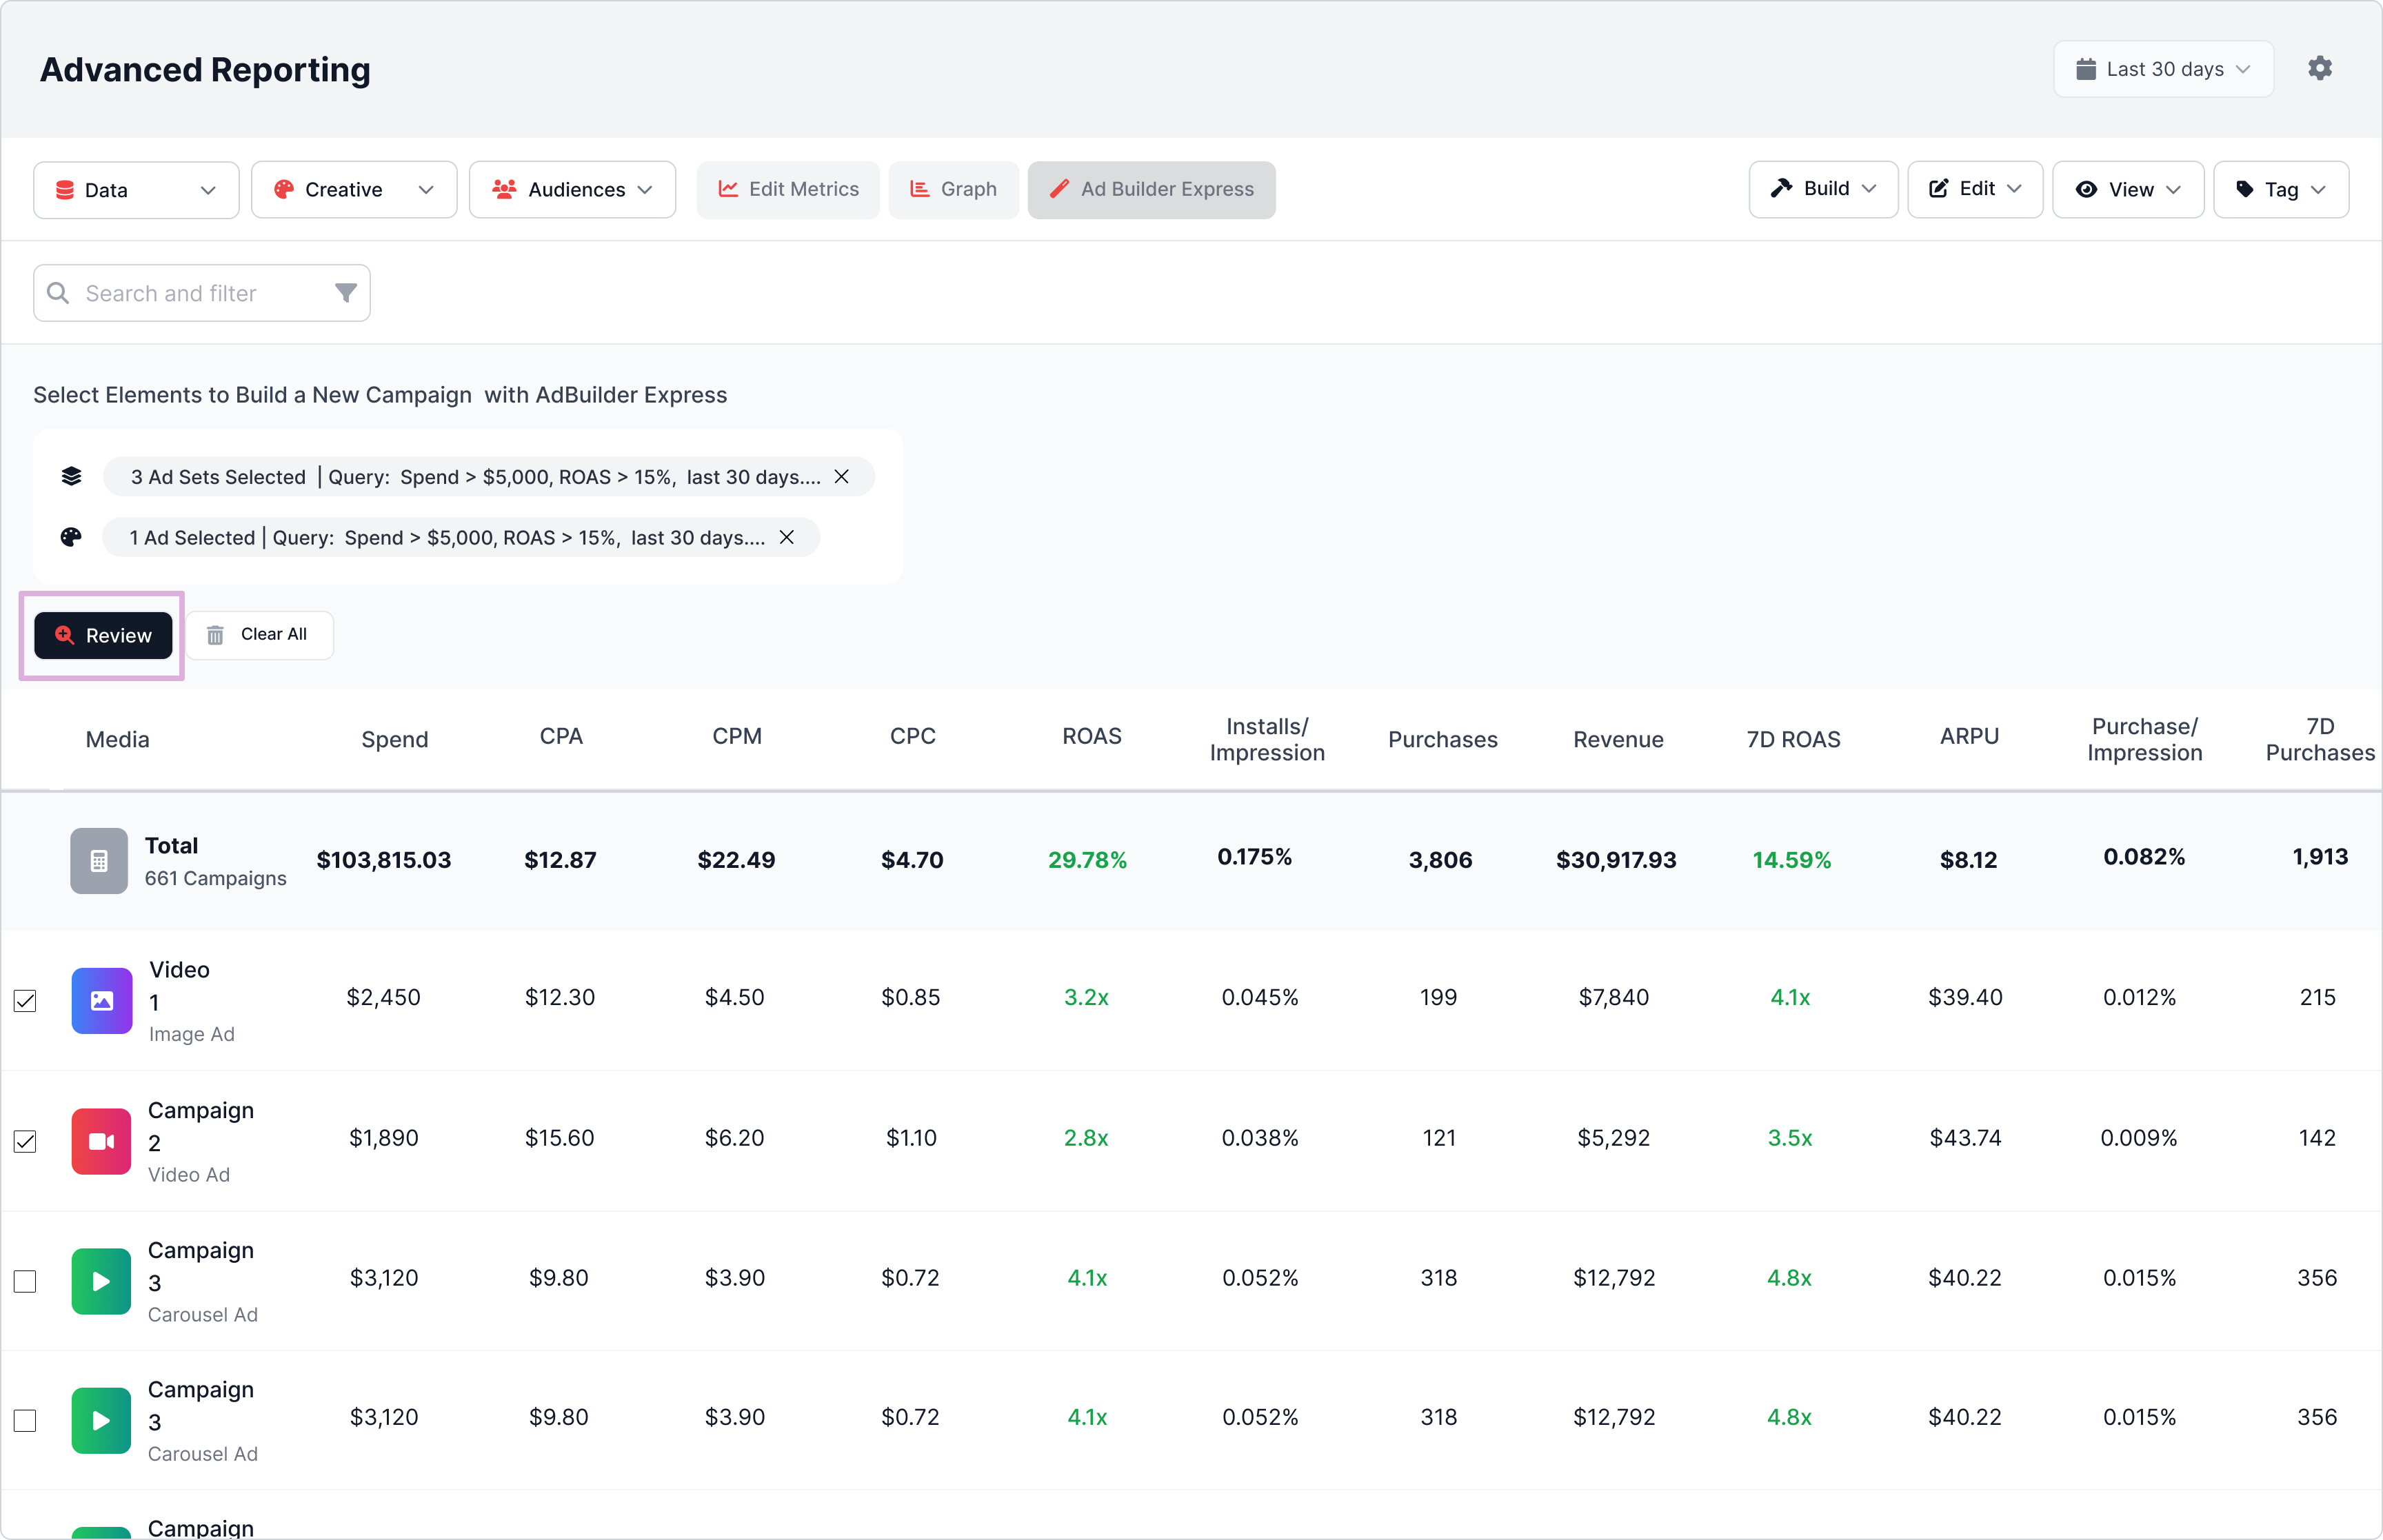 Advanced Reporting
Last 30 days
Data
Creative
Audiences
Edit Metrics
Graph
Ad Builder Express
Build
Edit
View
Tag
Search and filter
Select Elements to Build a New Campaign  with AdBuilder Express
3 Ad Sets Selected | Query: Spend > $5,000, ROAS > 15%, last 30 days....
1 Ad Selected | Query: Spend > $5,000, ROAS > 15%, last 30 days....
Review
Clear All
Media Spend CPA CPM CPC ROAS Installs/ Impression Purchases Revenue 7D ROAS ARPU Purchase/ Impression 7D Purchases
Total
661 Campaigns
$103,815.03 $12.87 $22.49 $4.70 29.78% 0.175% 3,806 $30,917.93 14.59% $8.12 0.082% 1,913
Video
1
Image Ad
$2,450 $12.30 $4.50 $0.85 3.2x 0.045% 199 $7,840 4.1x $39.40 0.012% 215
Campaign
2
Video Ad
$1,890 $15.60 $6.20 $1.10 2.8x 0.038% 121 $5,292 3.5x $43.74 0.009% 142
Campaign
3
Carousel Ad
$3,120 $9.80 $3.90 $0.72 4.1x 0.052% 318 $12,792 4.8x $40.22 0.015% 356
Campaign
3
Carousel Ad
$3,120 $9.80 $3.90 $0.72 4.1x 0.052% 318 $12,792 4.8x $40.22 0.015% 356
Campaign